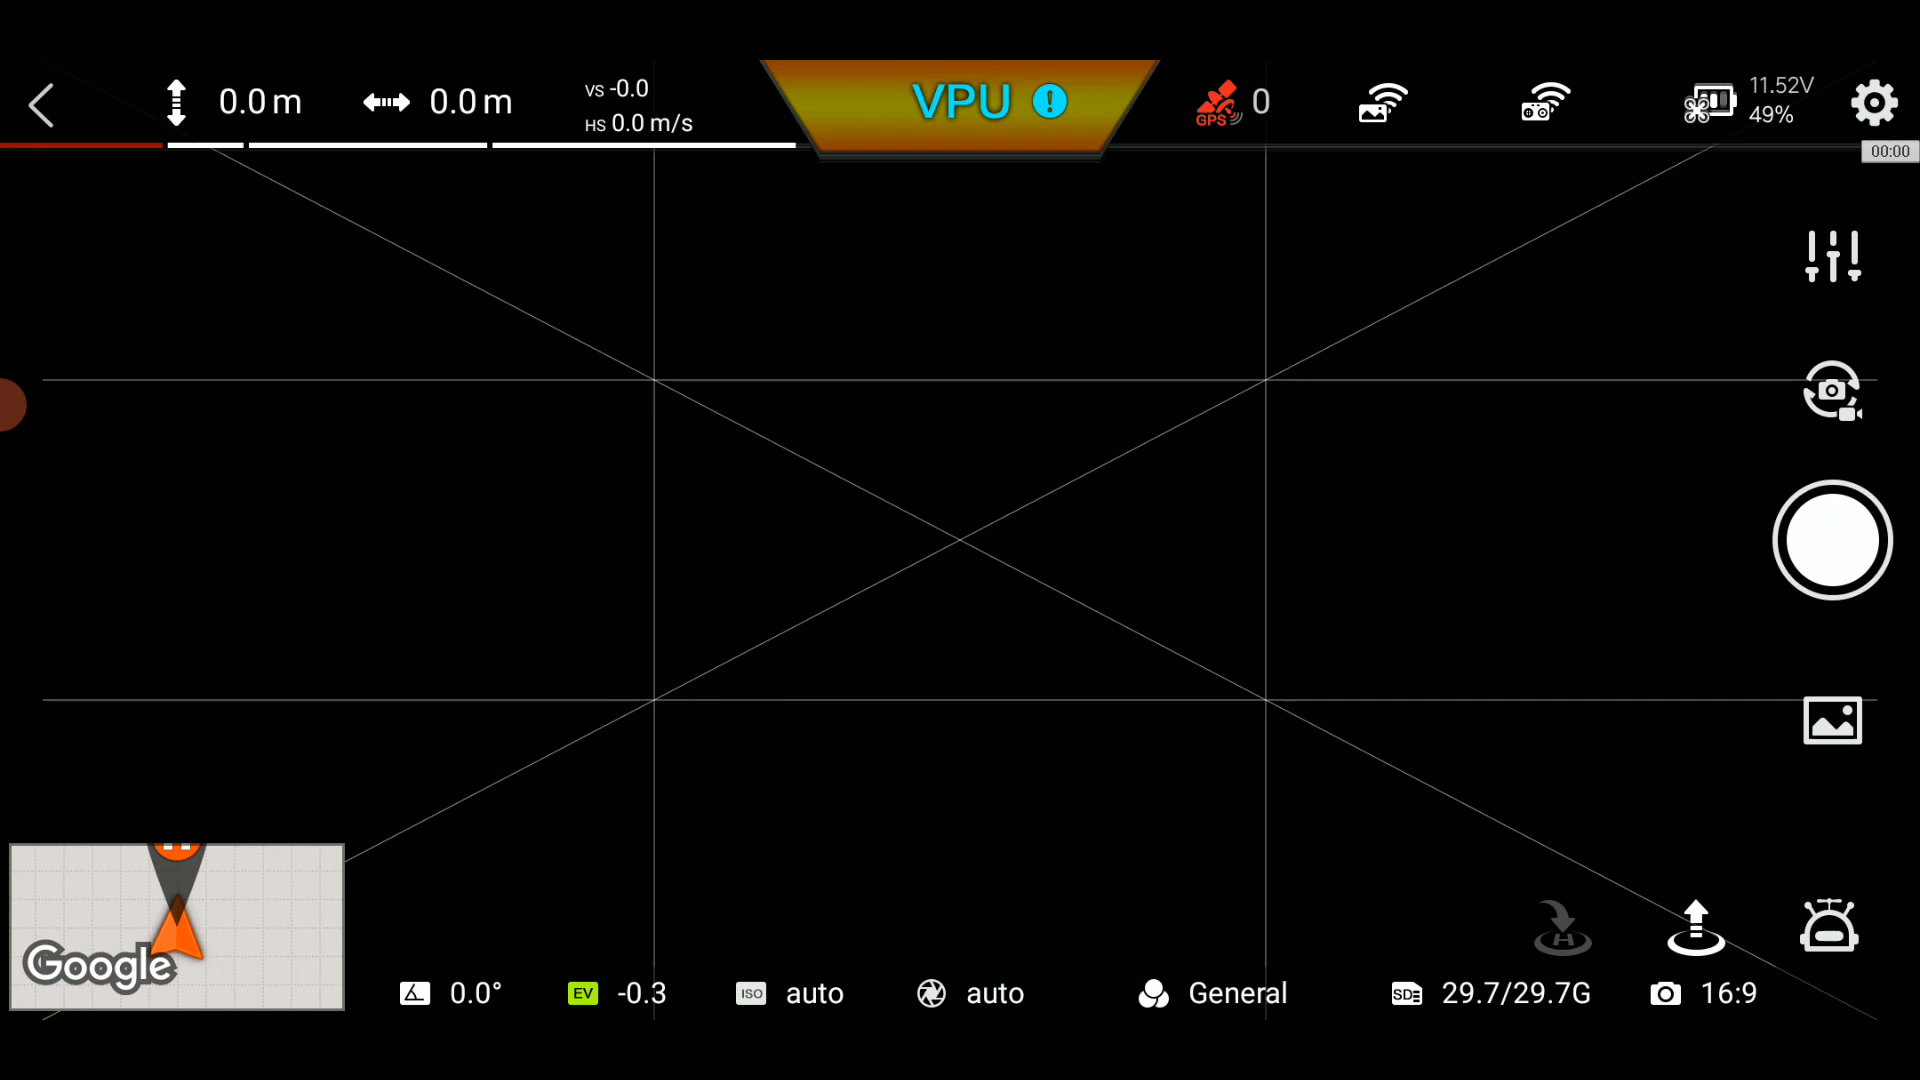 0.0 m
0.0 m
VS -0.0
HS 0.0 m/s
VPU !
GPS 0
11.52V
49%
00:00
H
Google
0.0°
EV -0.3
ISO auto
auto
General
SD 29.7/29.7G
16:9